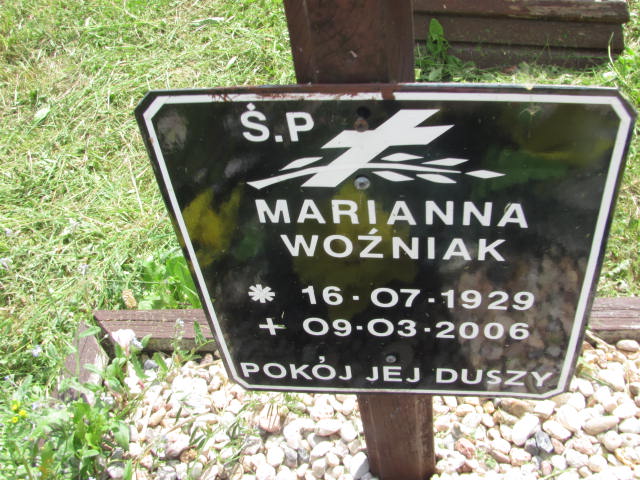 Ś.P
MARIANNA
WOŹNIAK
* 16-07-1929
+ 09-03-2006
POKÓJ JEJ DUSZY